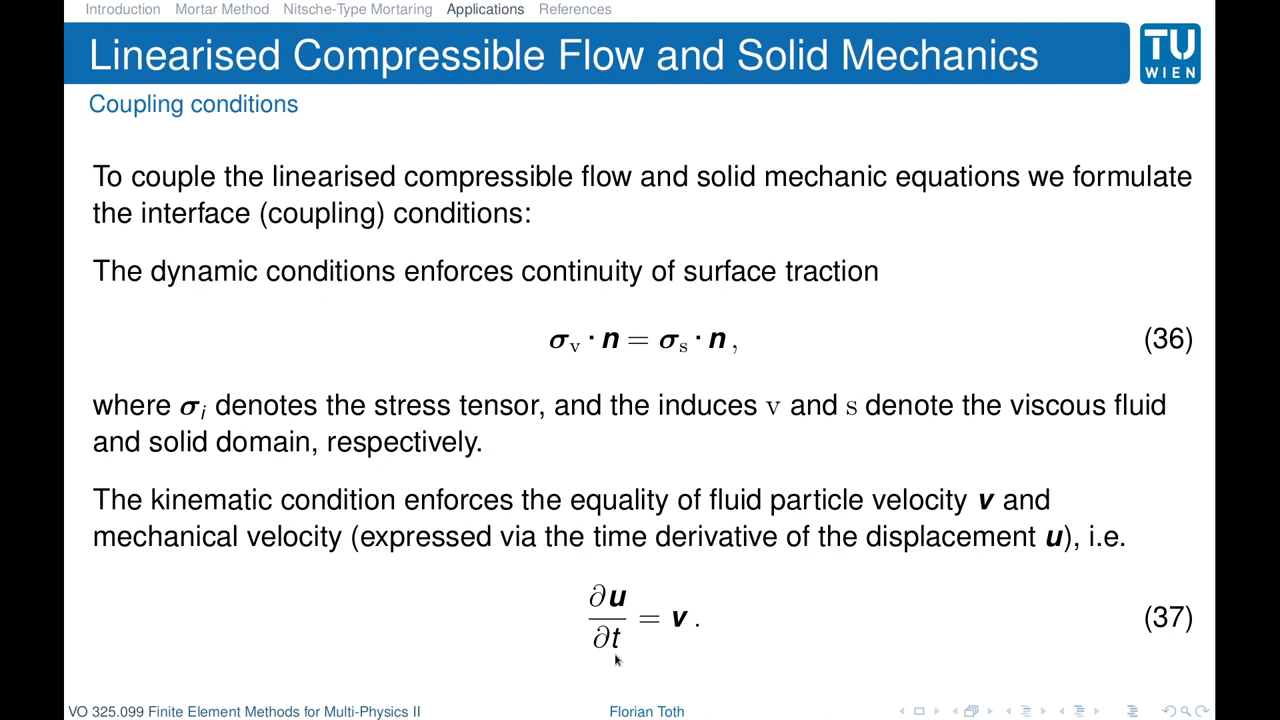 Introduction Mortar Method Nitsche-Type Mortaring Applications References
Linearised Compressible Flow and Solid Mechanics
TU
WIEN
Coupling conditions
To couple the linearised compressible flow and solid mechanic equations we formulate
the interface (coupling) conditions:
The dynamic conditions enforces continuity of surface traction
σᵥ · n = σₛ · n , (36)
where σᵢ denotes the stress tensor, and the induces v and s denote the viscous fluid
and solid domain, respectively.
The kinematic condition enforces the equality of fluid particle velocity v and
mechanical velocity (expressed via the time derivative of the displacement u), i.e.
∂u/∂t = v . (37)
VO 325.099 Finite Element Methods for Multi-Physics II Florian Toth